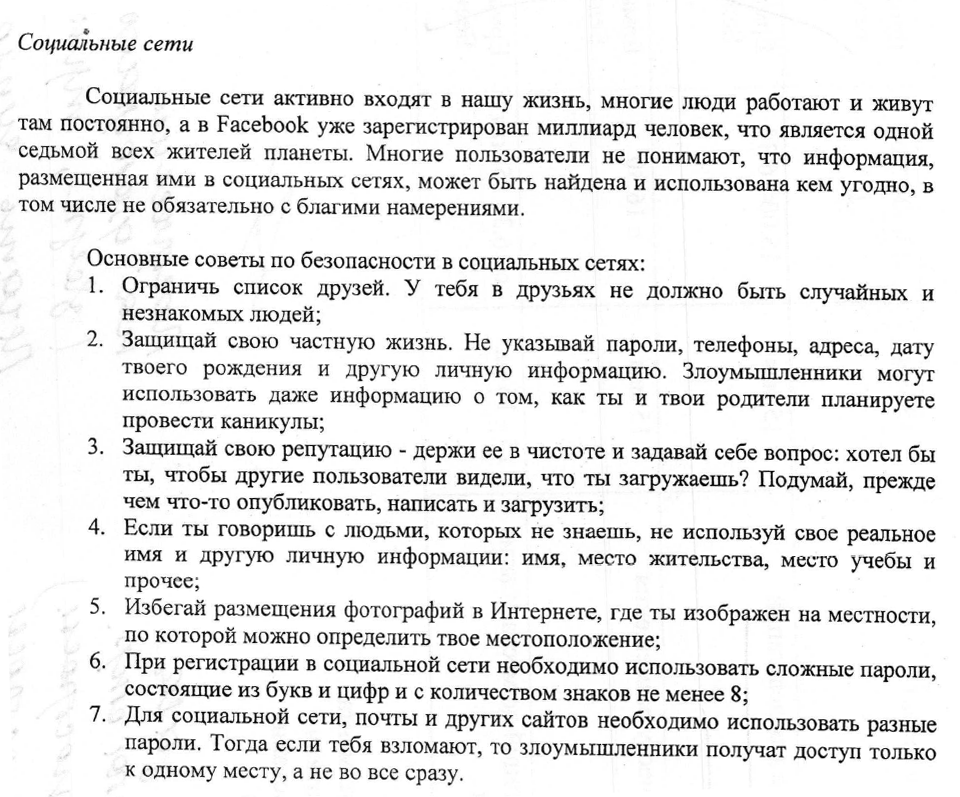 Социальные сети
Социальные сети активно входят в нашу жизнь, многие люди работают и живут
там постоянно, а в Facebook уже зарегистрирован миллиард человек, что является одной
седьмой всех жителей планеты. Многие пользователи не понимают, что информация,
размещенная ими в социальных сетях, может быть найдена и использована кем угодно, в
том числе не обязательно с благими намерениями.
Основные советы по безопасности в социальных сетях:
1. Ограничь список друзей. У тебя в друзьях не должно быть случайных и
незнакомых людей;
2. Защищай свою частную жизнь. Не указывай пароли, телефоны, адреса, дату
твоего рождения и другую личную информацию. Злоумышленники могут
использовать даже информацию о том, как ты и твои родители планируете
провести каникулы;
3. Защищай свою репутацию - держи ее в чистоте и задавай себе вопрос: хотел бы
ты, чтобы другие пользователи видели, что ты загружаешь? Подумай, прежде
чем что-то опубликовать, написать и загрузить;
4. Если ты говоришь с людьми, которых не знаешь, не используй свое реальное
имя и другую личную информации: имя, место жительства, место учебы и
прочее;
5. Избегай размещения фотографий в Интернете, где ты изображен на местности,
по которой можно определить твое местоположение;
6. При регистрации в социальной сети необходимо использовать сложные пароли,
состоящие из букв и цифр и с количеством знаков не менее 8;
7. Для социальной сети, почты и других сайтов необходимо использовать разные
пароли. Тогда если тебя взломают, то злоумышленники получат доступ только
к одному месту, а не во все сразу.